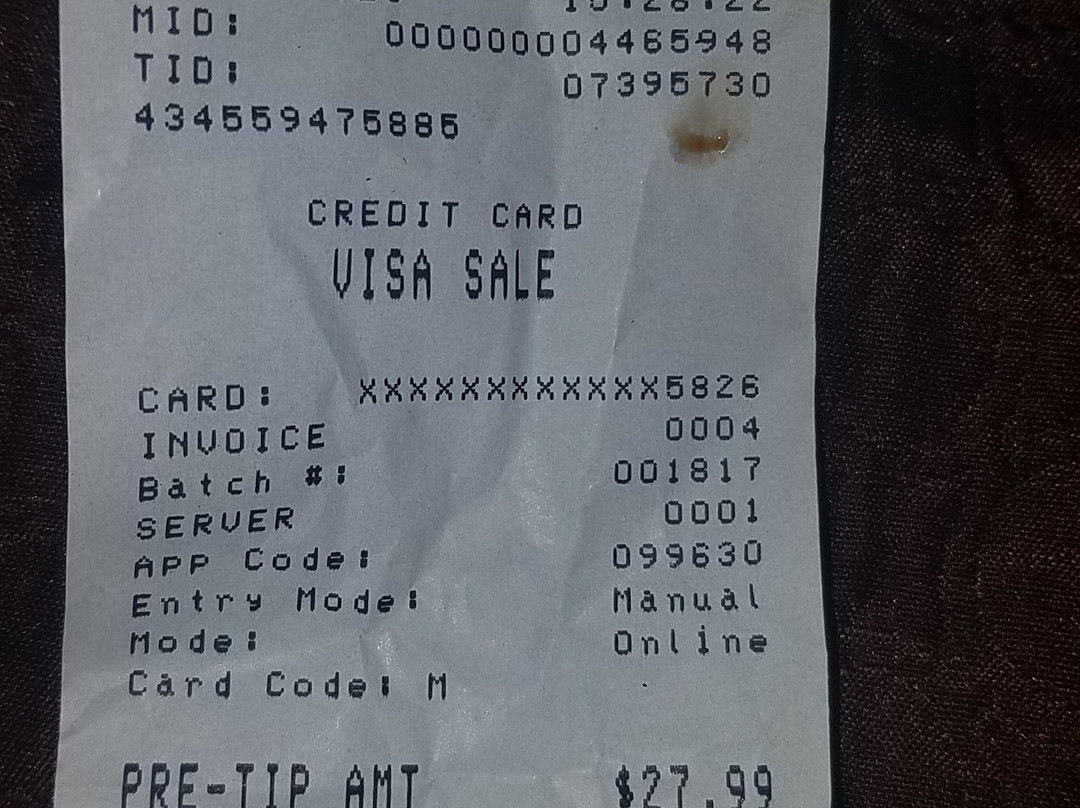 MID: 000000004465948
TID: 07395730
434559475885
CREDIT CARD
VISA SALE
CARD: XXXXXXXXXXXX5826
INVOICE 0004
Batch #: 001817
SERVER 0001
APP Code: 099630
Entry Mode: Manual
Mode: Online
Card Code: M
PRE-TIP AMT $27.99